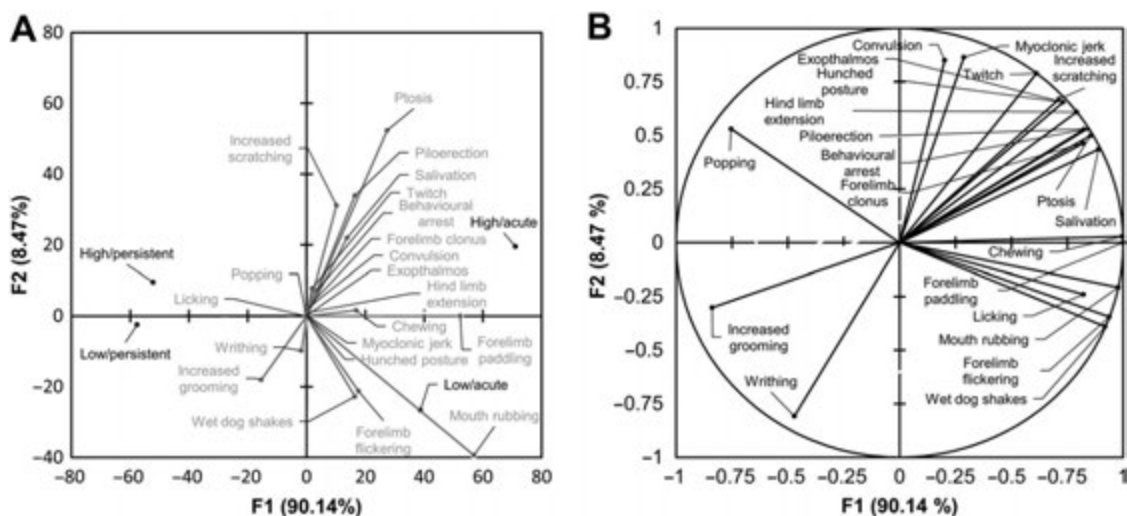 A
80
60
40
20
0
−20
−40
−80
−60
−40
−20
0
20
40
60
80
F2 (8.47%)
F1 (90.14%)
Ptosis
Increased
scratching
Piloerection
Salivation
Twitch
Behavioural
arrest
High/acute
High/persistent
Forelimb clonus
Convulsion
Popping
Exopthalmos
Licking
Hind limb
extension
Chewing
Low/persistent
Writhing
Myoclonic jerk
Forelimb
Hunched posture
paddling
Increased
grooming
Low/acute
Wet dog shakes
Mouth rubbing
Forelimb
flickering
B
1
0.75
0.5
0.25
0
−0.25
−0.5
−0.75
−1
−1
−0.75
−0.5
−0.25
0
−0.25
−0.5
−0.75
−1
F2 (8.47 %)
F1 (90.14 %)
Convulsion
Myoclonic jerk
Exopthalmos
Increased
Hunched
Twitch
scratching
posture
Hind limb
extension
Piloerection
Popping
Behavioural
arrest
Forelimb
clonus
Ptosis
Salivation
Chewing
Forelimb
paddling
Licking
Increased
grooming
Mouth rubbing
Writhing
Forelimb
flickering
Wet dog shakes